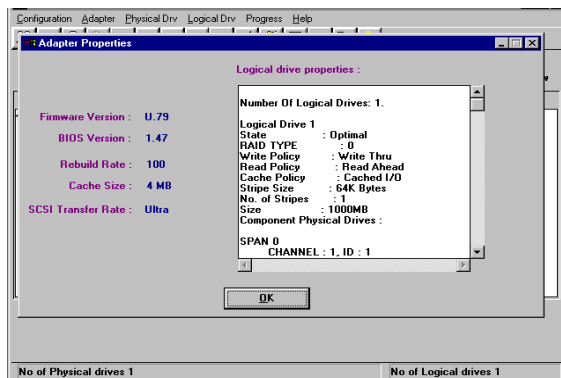 Configuration Adapter Physical Drv Logical Drv Progress Help
Adapter Properties
Logical drive properties :
Firmware Version : U.79
BIOS Version : 1.47
Rebuild Rate : 100
Cache Size : 4 MB
SCSI Transfer Rate : Ultra
Number Of Logical Drives: 1.
Logical Drive 1
State : Optimal
RAID TYPE : 0
Write Policy : Write Thru
Read Policy : Read Ahead
Cache Policy : Cached I/O
Stripe Size : 64K Bytes
No. of Stripes : 1
Size : 1000MB
Component Physical Drives :
SPAN 0
CHANNEL : 1, ID : 1
OK
No of Physical drives 1
No of Logical drives 1